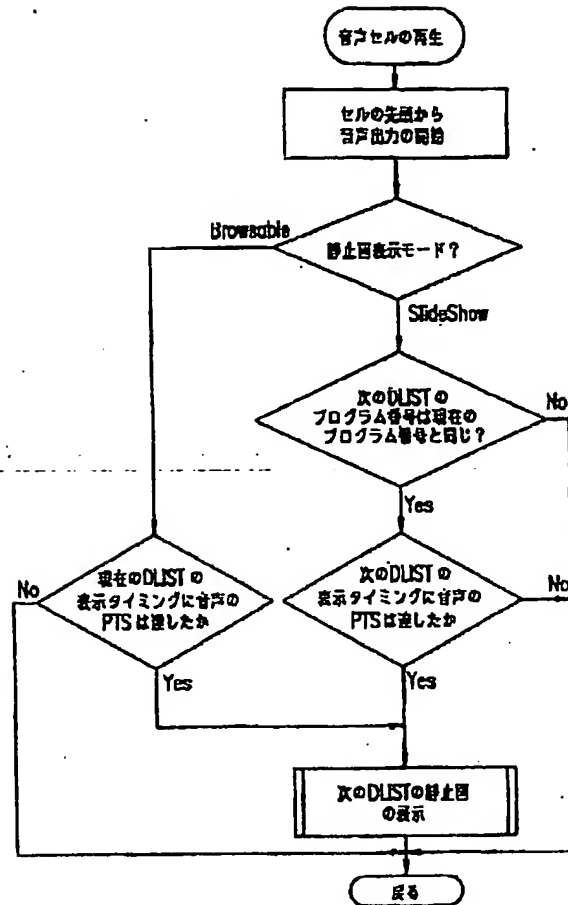 音声セルの再生
セルの先頭から
音声出力の開始
Browsable
静止画表示モード?
SlideShow
次のDLISTの
プログラム番号は現在の
プログラム番号と同じ?
No
Yes
No
現在のDLISTの
表示タイミングに音声の
PTSは達したか
次のDLISTの
表示タイミングに音声の
PTSは達したか
No
Yes
Yes
次のDLISTの静止画
の表示
戻る